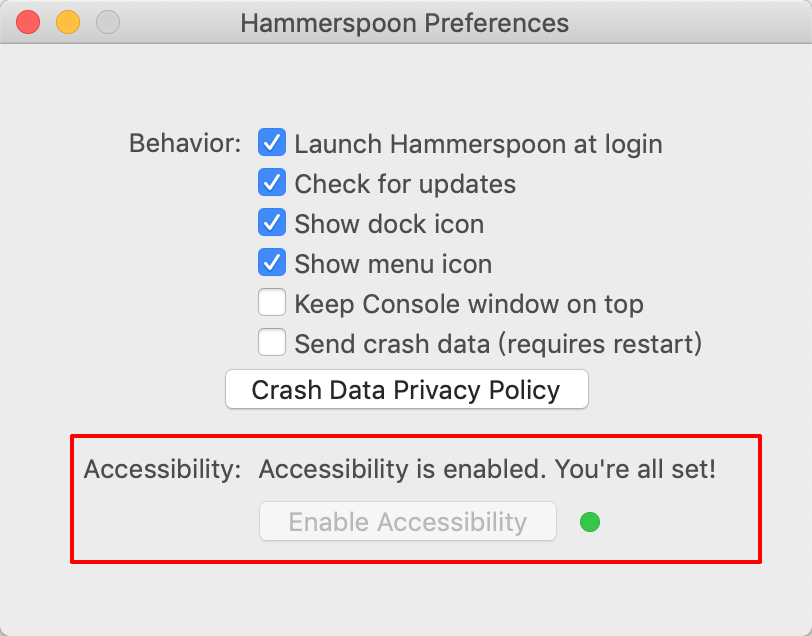 Hammerspoon Preferences
Behavior: Launch Hammerspoon at login
Check for updates
Show dock icon
Show menu icon
Keep Console window on top
Send crash data (requires restart)
Crash Data Privacy Policy
Accessibility: Accessibility is enabled. You're all set!
Enable Accessibility